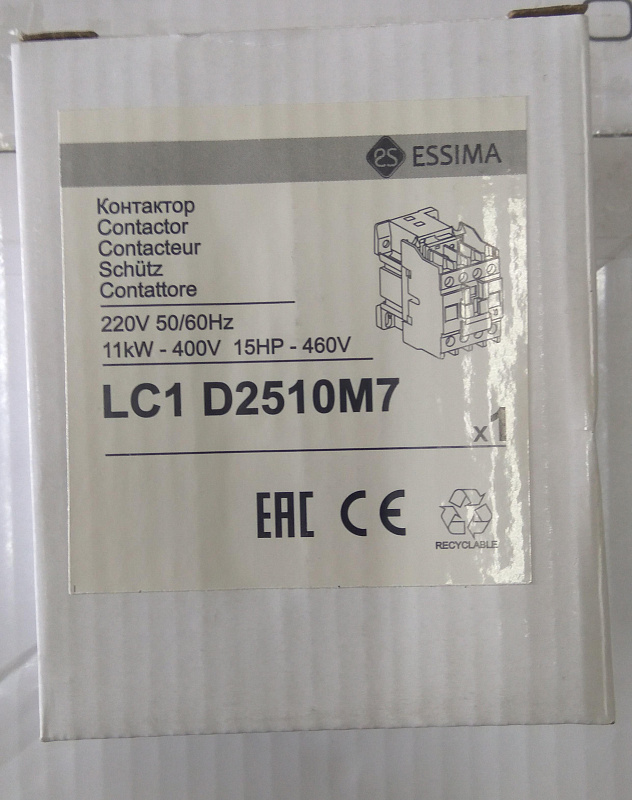 ESSIMA
Контактор
Contactor
Contacteur
Schütz
Contattore
220V 50/60Hz
11kW - 400V 15HP - 460V
LC1 D2510M7
x1
EAC CE
RECYCLABLE